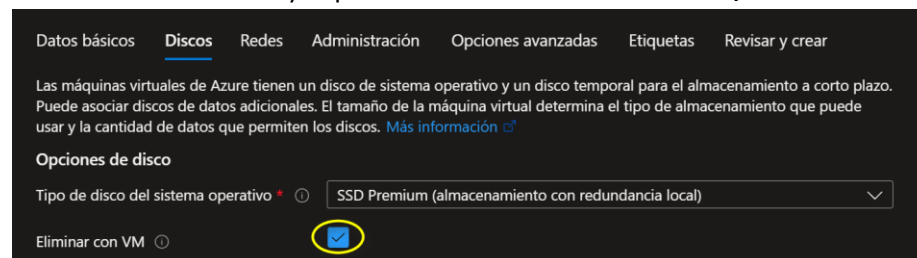 Datos básicos Discos Redes Administración Opciones avanzadas Etiquetas Revisar y crear
Las máquinas virtuales de Azure tienen un disco de sistema operativo y un disco temporal para el almacenamiento a corto plazo.
Puede asociar discos de datos adicionales. El tamaño de la máquina virtual determina el tipo de almacenamiento que puede
usar y la cantidad de datos que permiten los discos. Más información
Opciones de disco
Tipo de disco del sistema operativo * SSD Premium (almacenamiento con redundancia local)
Eliminar con VM